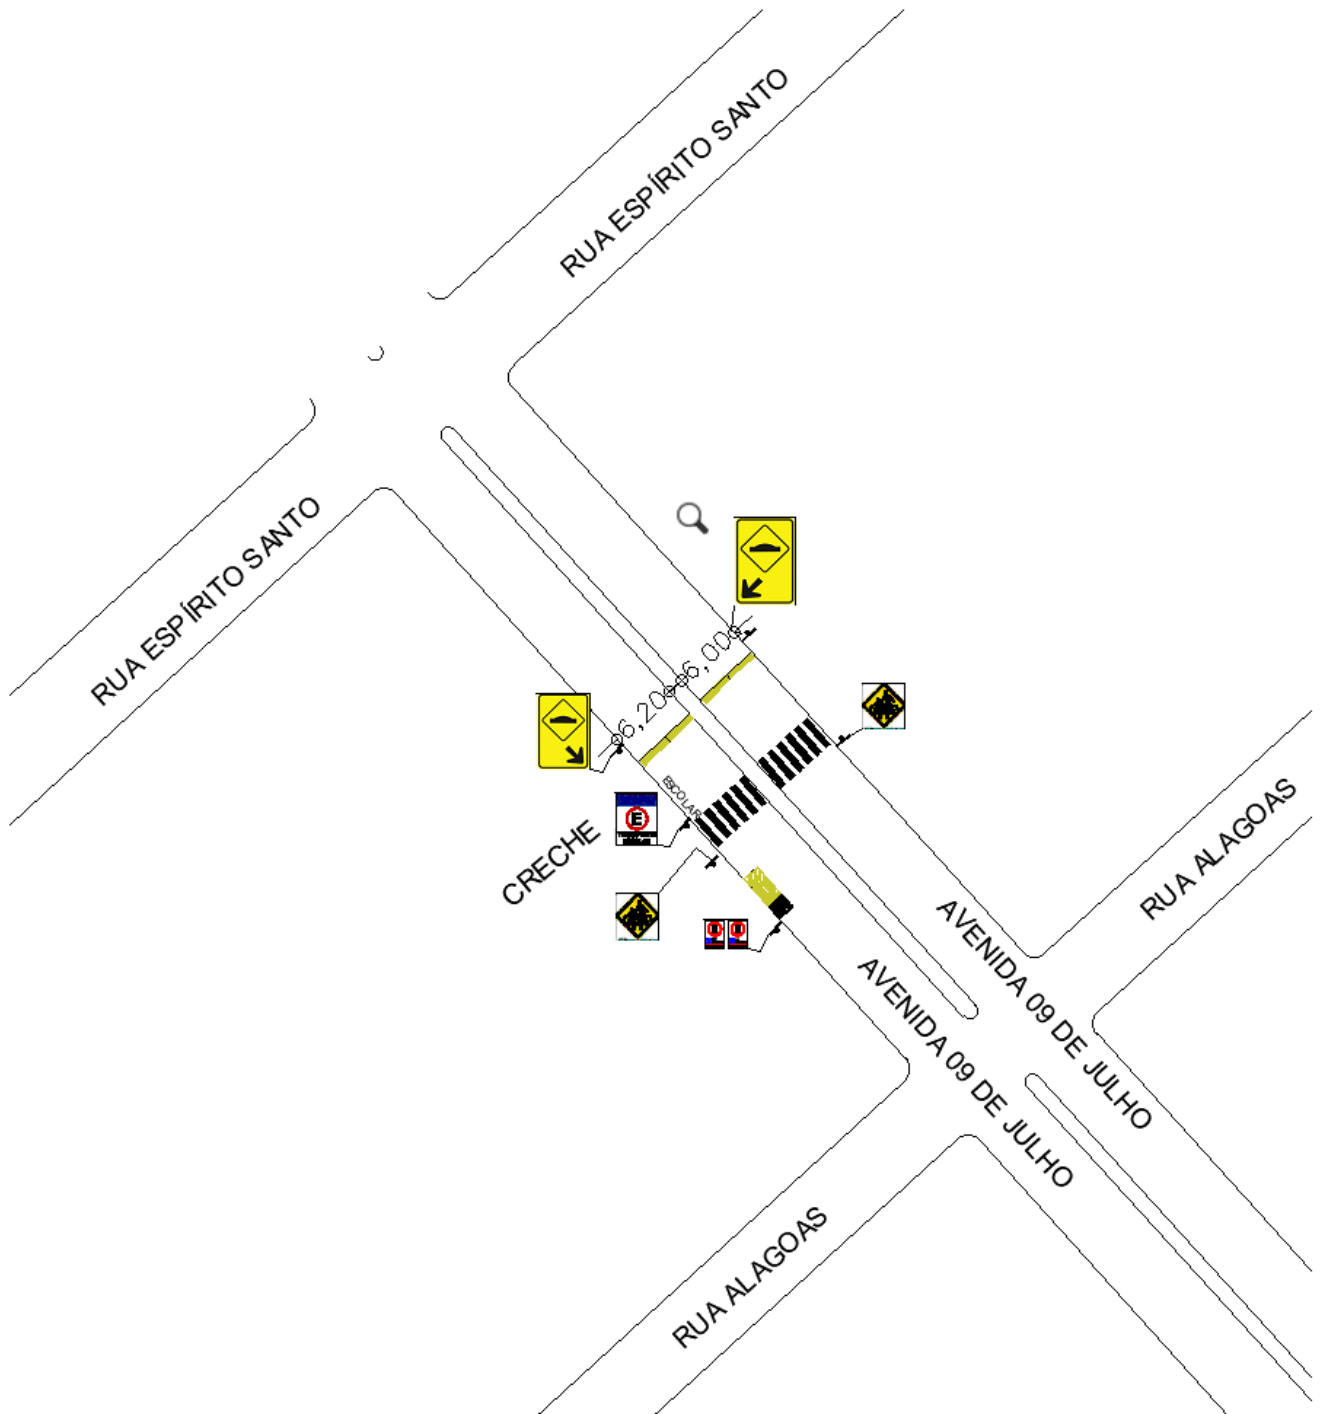 RUA ESPÍRITO SANTO
RUA ESPÍRITO SANTO
6,00
6,20
ESCOLAR
E
CRECHE
RUA ALAGOAS
AVENIDA 09 DE JULHO
AVENIDA 09 DE JULHO
RUA ALAGOAS